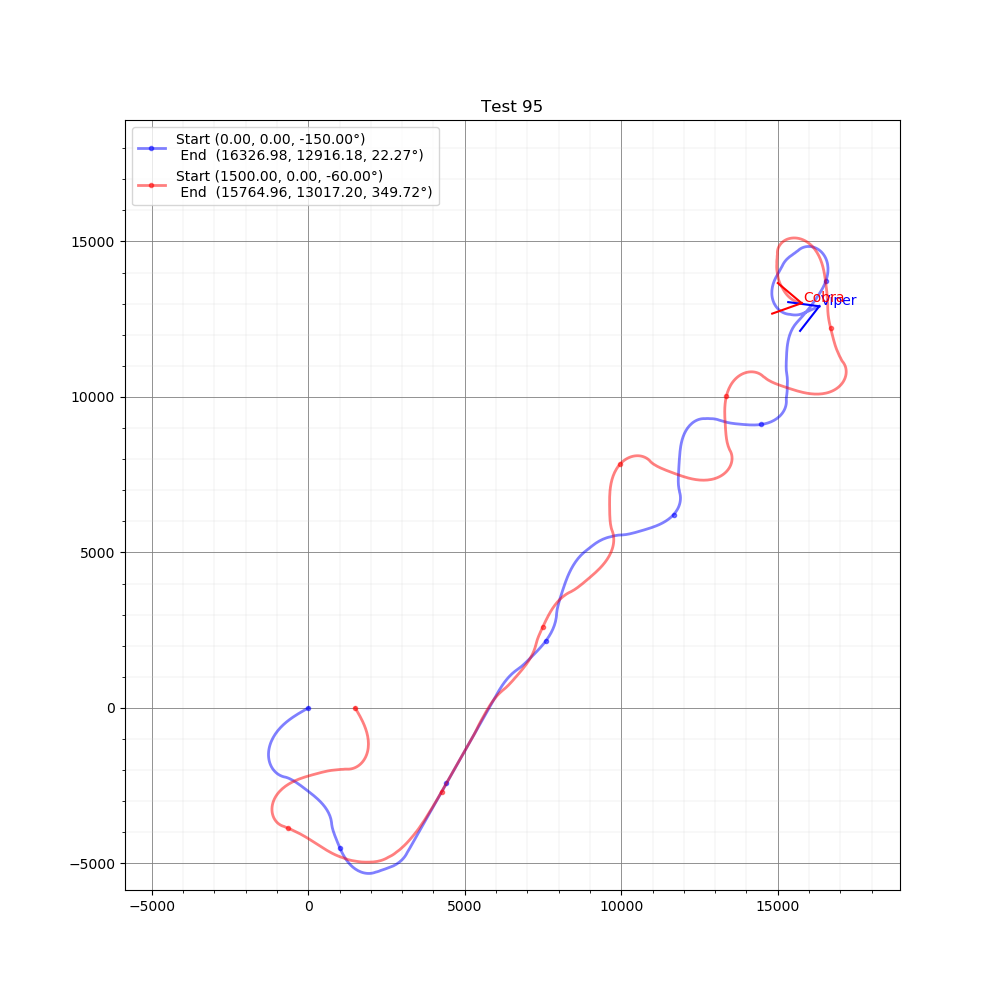 Test 95
Start (0.00, 0.00, -150.00°)
End  (16326.98, 12916.18, 22.27°)
Start (1500.00, 0.00, -60.00°)
End  (15764.96, 13017.20, 349.72°)
15000
10000
5000
0
−5000
Cobra
Viper
−5000
0
5000
10000
15000